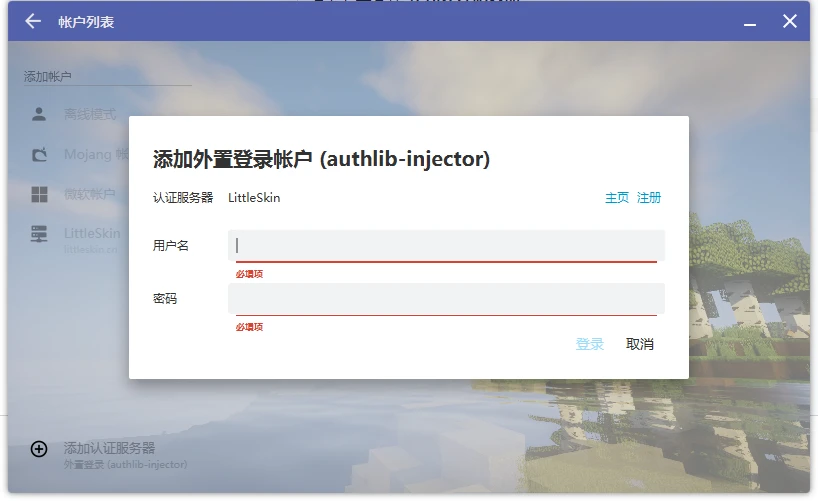 帐户列表
添加帐户
离线模式
Mojang 帐
微软帐户
LittleSkin
littleskin.cn
添加外置登录帐户 (authlib-injector)
认证服务器 LittleSkin 主页 注册
用户名
必填项
密码
必填项
登录 取消
添加认证服务器
外置登录 (authlib-injector)